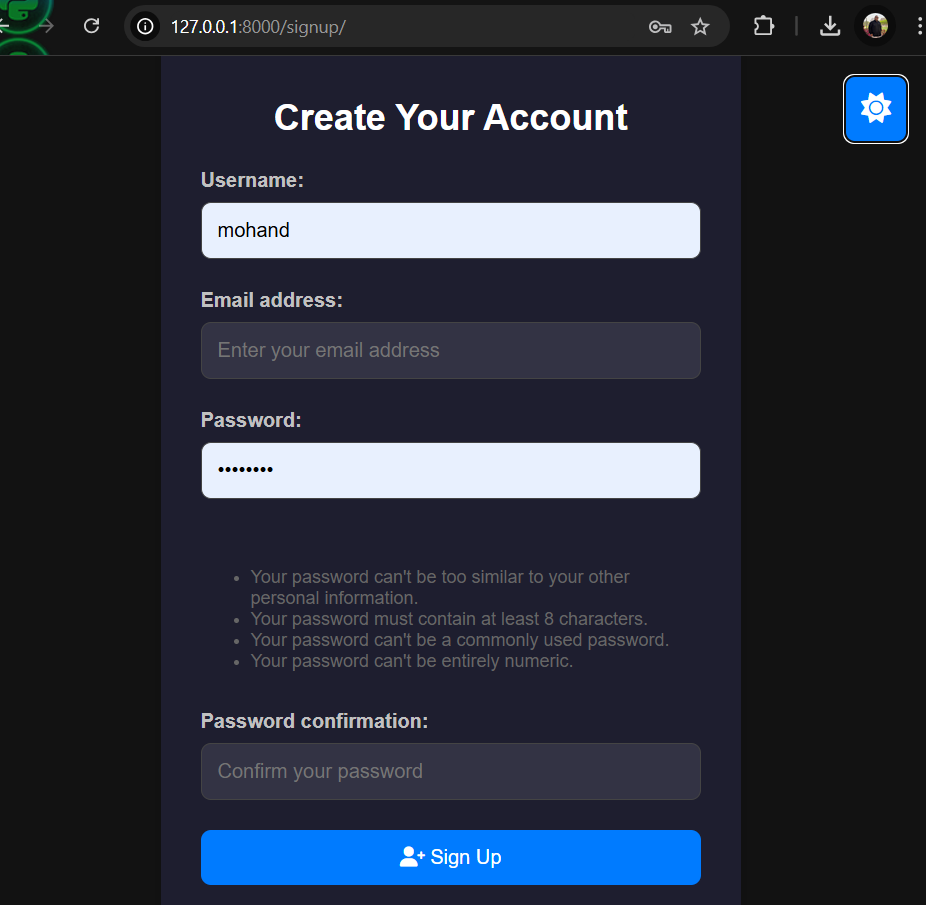 127.0.0.1:8000/signup/
Create Your Account
Username:
mohand
Email address:
Enter your email address
Password:
••••••••
• Your password can't be too similar to your other
personal information.
• Your password must contain at least 8 characters.
• Your password can't be a commonly used password.
• Your password can't be entirely numeric.
Password confirmation:
Confirm your password
Sign Up